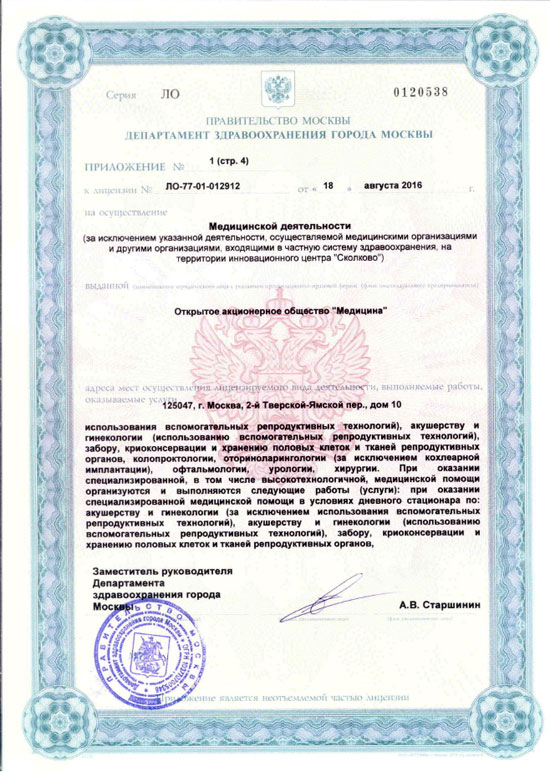 Серия ЛО 0120538
ПРАВИТЕЛЬСТВО МОСКВЫ
ДЕПАРТАМЕНТ ЗДРАВООХРАНЕНИЯ ГОРОДА МОСКВЫ
ПРИЛОЖЕНИЕ № 1 (стр. 4)
к лицензии № ЛО-77-01-012912 от « 18 » августа 2016 г.
на осуществление
Медицинской деятельности
(за исключением указанной деятельности, осуществляемой медицинскими организациями
и другими организациями, входящими в частную систему здравоохранения, на
территории инновационного центра "Сколково")
выданной
Открытое акционерное общество "Медицина"
адреса мест осуществления лицензируемого вида деятельности, выполняемые работы,
оказываемые услуги
125047, г. Москва, 2-й Тверской-Ямской пер., дом 10
использования вспомогательных репродуктивных технологий), акушерству и
гинекологии (использованию вспомогательных репродуктивных технологий),
забору, криоконсервации и хранению половых клеток и тканей репродуктивных
органов, колопроктологии, оториноларингологии (за исключением кохлеарной
имплантации), офтальмологии, урологии, хирургии. При оказании
специализированной, в том числе высокотехнологичной, медицинской помощи
организуются и выполняются следующие работы (услуги): при оказании
специализированной медицинской помощи в условиях дневного стационара по:
акушерству и гинекологии (за исключением использования вспомогательных
репродуктивных технологий), акушерству и гинекологии (использованию
вспомогательных репродуктивных технологий), забору, криоконсервации и
хранению половых клеток и тканей репродуктивных органов,
Заместитель руководителя
Департамента
здравоохранения города
Москвы А.В. Старшинин
ПРАВИТЕЛЬСТВО МОСКВЫ
Приложение является неотъемлемой частью лицензии